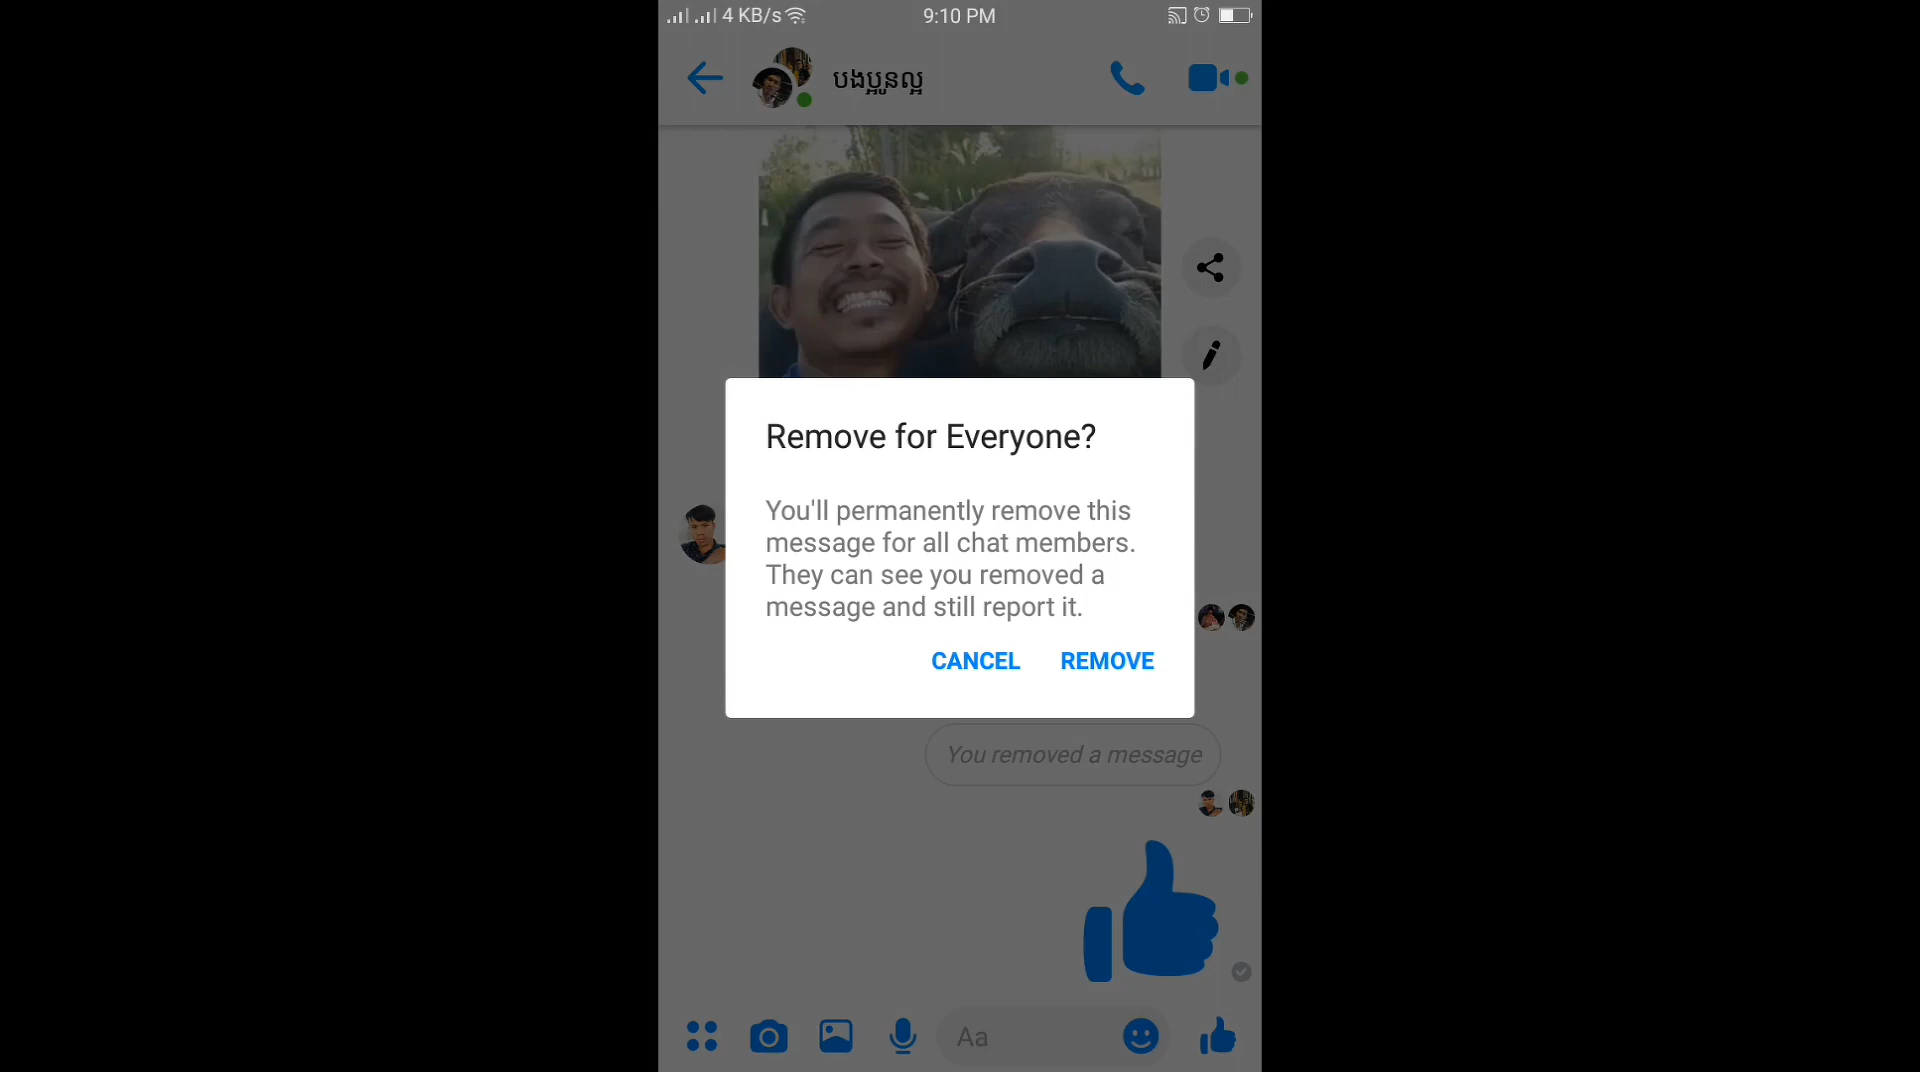 4 KB/s
9:10 PM
បងប្អូនល្អ
Remove for Everyone?
You'll permanently remove this
message for all chat members.
They can see you removed a
message and still report it.
CANCEL REMOVE
You removed a message
Aa